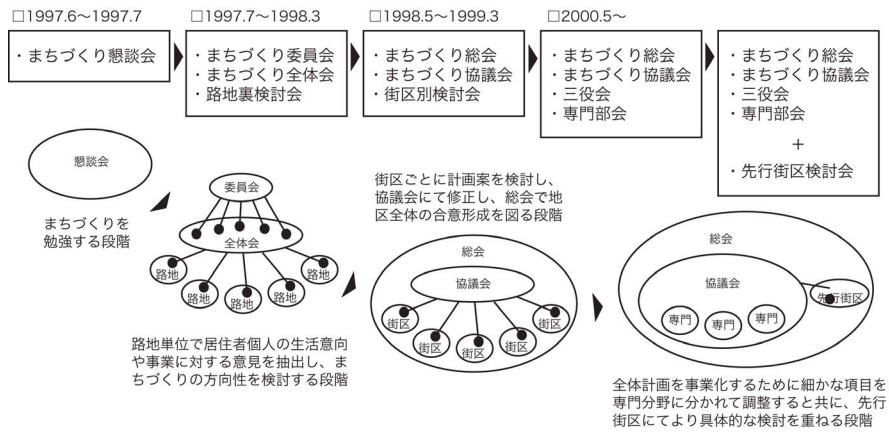 □1997.6〜1997.7
・まちづくり懇談会
□1997.7〜1998.3
・まちづくり委員会
・まちづくり全体会
・路地裏検討会
□1998.5〜1999.3
・まちづくり総会
・まちづくり協議会
・街区別検討会
□2000.5〜
・まちづくり総会
・まちづくり協議会
・三役会
・専門部会
・まちづくり総会
・まちづくり協議会
・三役会
・専門部会
+
・先行街区検討会
懇談会
まちづくりを
勉強する段階
委員会
全体会
路地
路地
路地
路地
路地
路地単位で居住者個人の生活意向
や事業に対する意見を抽出し、ま
ちづくりの方向性を検討する段階
街区ごとに計画案を検討し、
協議会にて修正し、総会で地
区全体の合意形成を図る段階
総会
協議会
街区
街区
街区
街区
街区
総会
協議会
先行街区
専門
専門
専門
全体計画を事業化するために細かな項目を
専門分野に分かれて調整すると共に、先行
街区にてより具体的な検討を重ねる段階